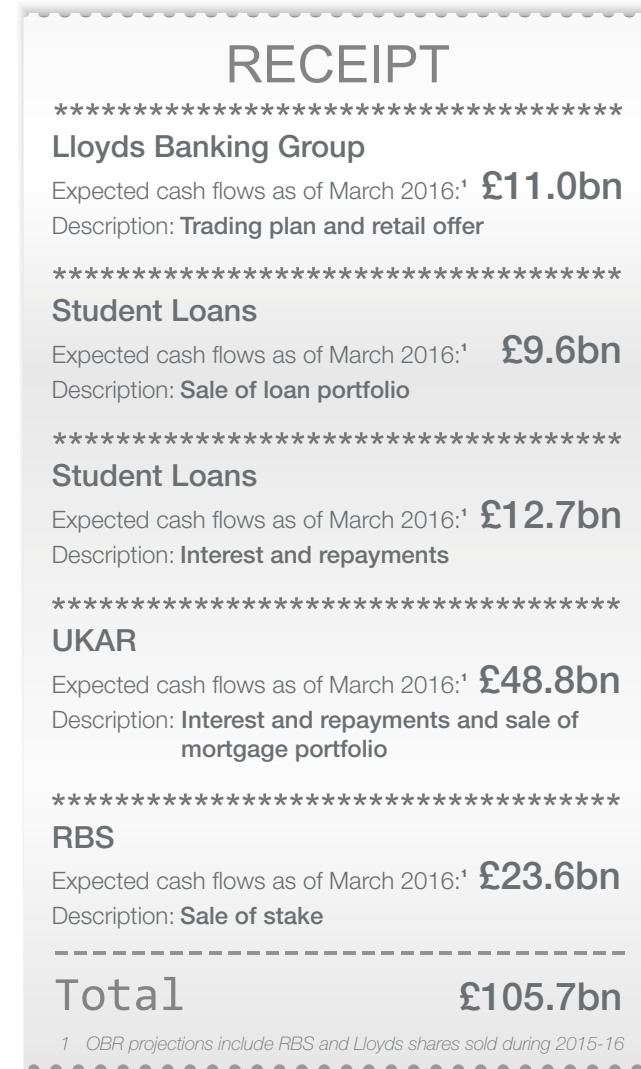 RECEIPT
************************************
Lloyds Banking Group
Expected cash flows as of March 2016:¹ £11.0bn
Description: Trading plan and retail offer
************************************
Student Loans
Expected cash flows as of March 2016:¹ £9.6bn
Description: Sale of loan portfolio
************************************
Student Loans
Expected cash flows as of March 2016:¹ £12.7bn
Description: Interest and repayments
************************************
UKAR
Expected cash flows as of March 2016:¹ £48.8bn
Description: Interest and repayments and sale of
mortgage portfolio
************************************
RBS
Expected cash flows as of March 2016:¹ £23.6bn
Description: Sale of stake
Total £105.7bn
1 OBR projections include RBS and Lloyds shares sold during 2015-16